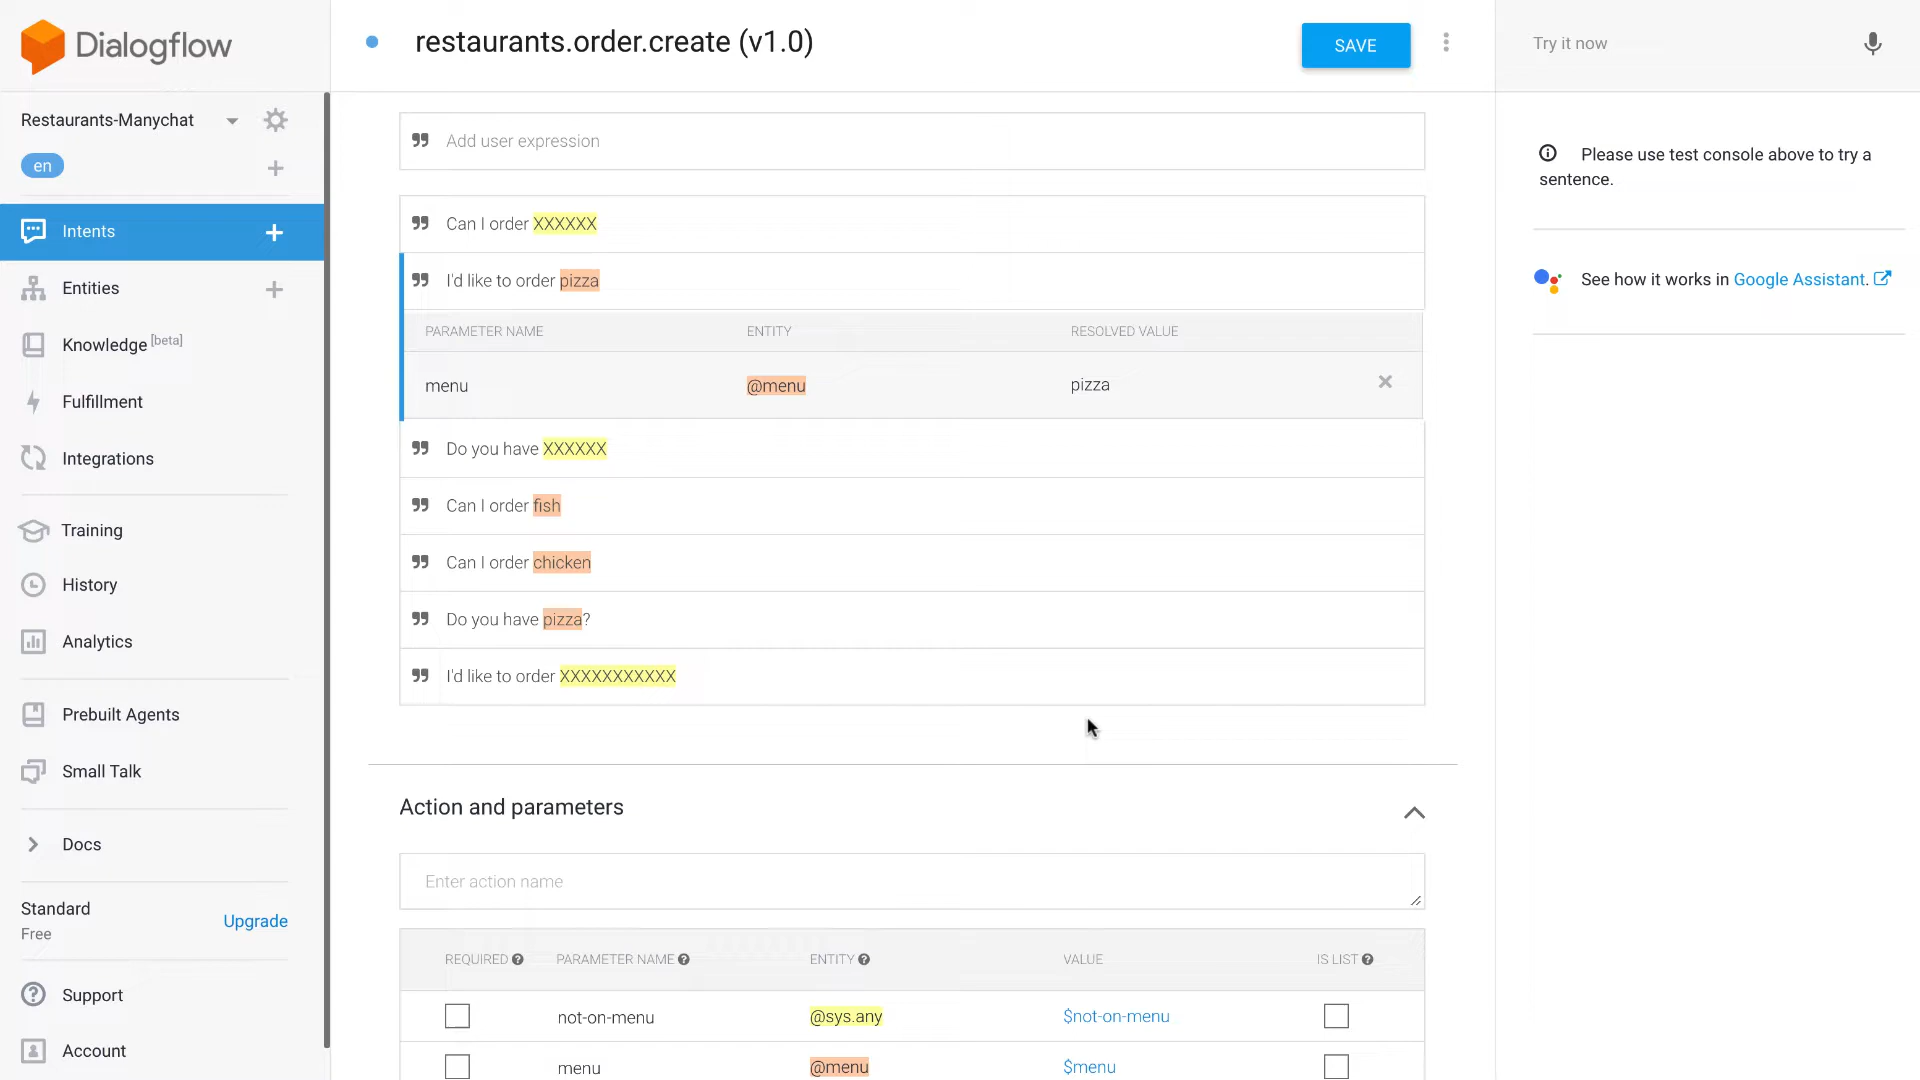 Dialogflow
restaurants.order.create (v1.0)
SAVE
Try it now
Restaurants-Manychat
en
Intents
Entities
Knowledge [beta]
Fulfillment
Integrations
Training
History
Analytics
Prebuilt Agents
Small Talk
Docs
Standard
Free
Upgrade
Support
Account
Add user expression
Can I order XXXXXX
I'd like to order pizza
PARAMETER NAME ENTITY RESOLVED VALUE
menu @menu pizza
Do you have XXXXXX
Can I order fish
Can I order chicken
Do you have pizza?
I'd like to order XXXXXXXXXXX
Action and parameters
Enter action name
REQUIRED PARAMETER NAME ENTITY VALUE IS LIST
not-on-menu @sys.any $not-on-menu
menu @menu $menu
Please use test console above to try a
sentence.
See how it works in Google Assistant.